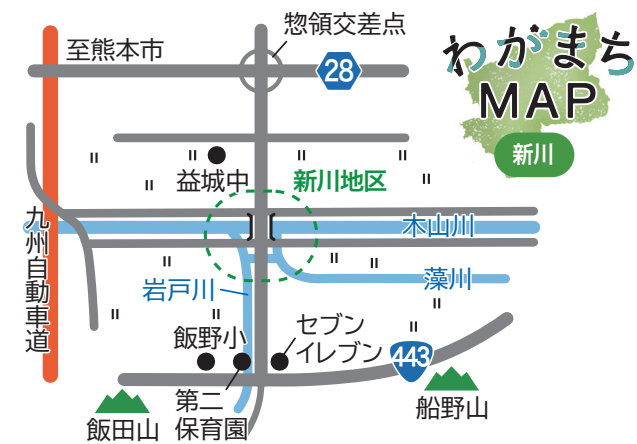 わがまち
MAP
新川
惣領交差点
至熊本市
28
益城中
新川地区
木山川
九州自動車道
藻川
岩戸川
飯野小
セブン
イレブン
443
第二
保育園
飯田山
船野山